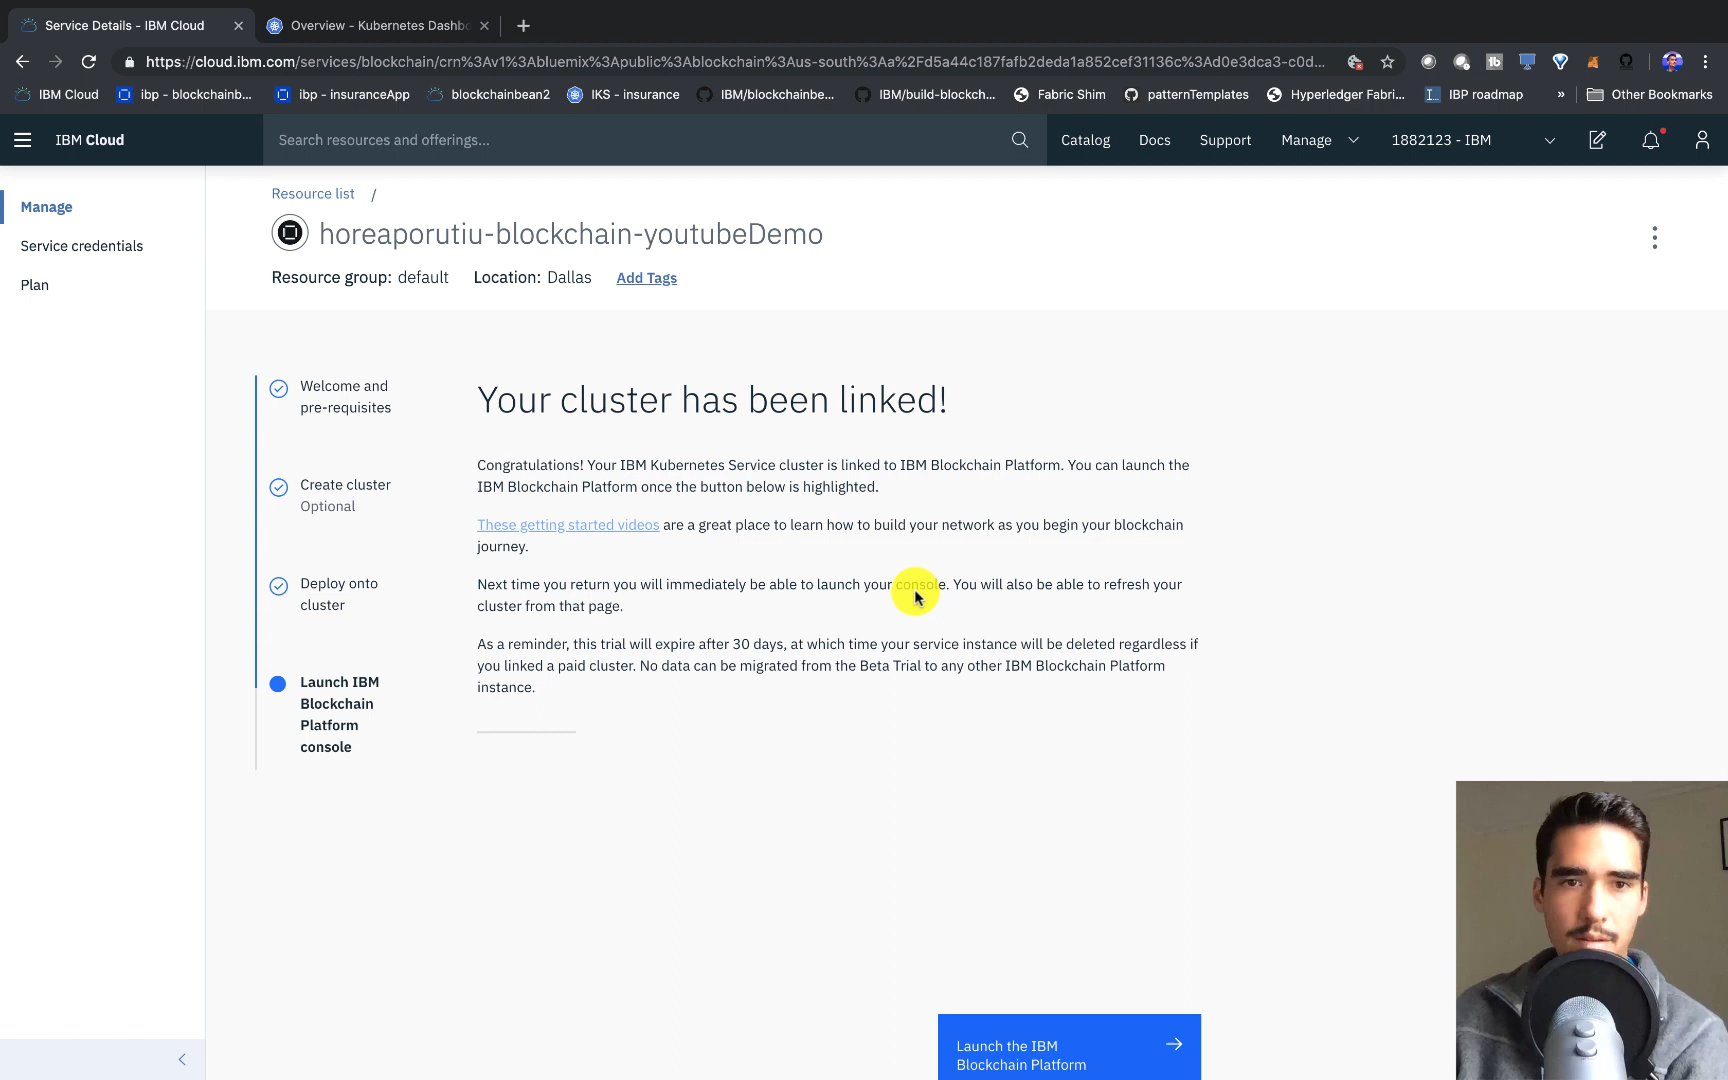 Service Details - IBM Cloud
Overview - Kubernetes Dashbo
https://cloud.ibm.com/services/blockchain/crn%3Av1%3Abluemix%3Apublic%3Ablockchain%3Aus-south%3Aa%2Fd5a44c187fafb2deda1a852cef31136c%3Ad0e3dca3-c0d...
IBM Cloud
ibp - blockchainb...
ibp - insuranceApp
blockchainbean2
IKS - insurance
IBM/blockchainbe...
IBM/build-blockch...
Fabric Shim
patternTemplates
Hyperledger Fabri...
IBP roadmap
»
Other Bookmarks
IBM Cloud
Search resources and offerings...
Catalog
Docs
Support
Manage
1882123 - IBM
Manage
Service credentials
Plan
Resource list /
horeaporutiu-blockchain-youtubeDemo
Resource group: default Location: Dallas Add Tags
Welcome and
pre-requisites
Create cluster
Optional
Deploy onto
cluster
Launch IBM
Blockchain
Platform
console
Your cluster has been linked!
Congratulations! Your IBM Kubernetes Service cluster is linked to IBM Blockchain Platform. You can launch the
IBM Blockchain Platform once the button below is highlighted.
These getting started videos are a great place to learn how to build your network as you begin your blockchain
journey.
Next time you return you will immediately be able to launch your console. You will also be able to refresh your
cluster from that page.
As a reminder, this trial will expire after 30 days, at which time your service instance will be deleted regardless if
you linked a paid cluster. No data can be migrated from the Beta Trial to any other IBM Blockchain Platform
instance.
Launch the IBM
Blockchain Platform